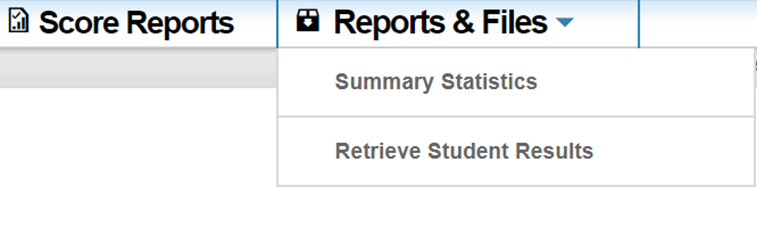 Score Reports
Reports & Files
Summary Statistics
Retrieve Student Results